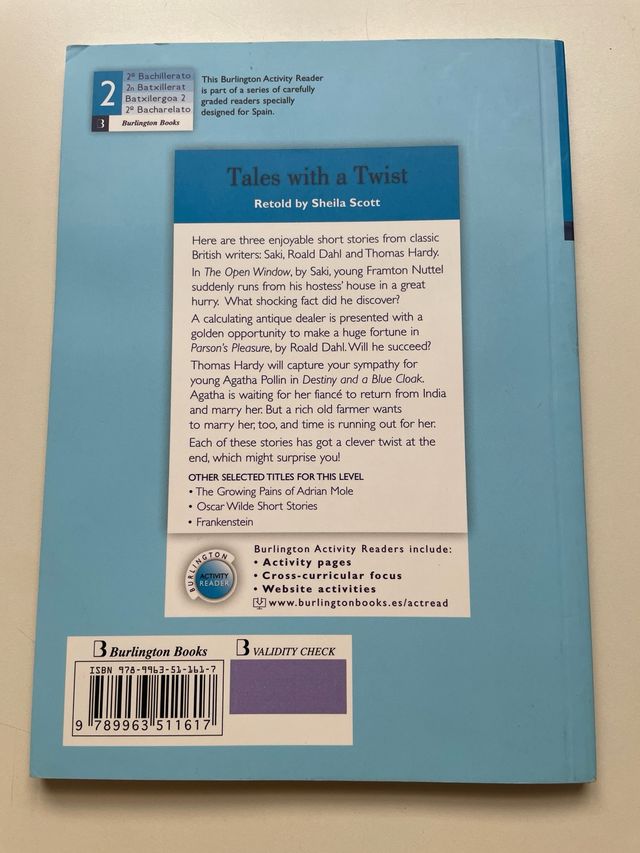 2
2º Bachillerato
2n Batxillerat
Batxilergoa 2
2º Bacharelato
B Burlington Books
This Burlington Activity Reader
is part of a series of carefully
graded readers specially
designed for Spain.
Tales with a Twist
Retold by Sheila Scott
Here are three enjoyable short stories from classic
British writers: Saki, Roald Dahl and Thomas Hardy.
In The Open Window, by Saki, young Framton Nuttel
suddenly runs from his hostess' house in a great
hurry. What shocking fact did he discover?
A calculating antique dealer is presented with a
golden opportunity to make a huge fortune in
Parson's Pleasure, by Roald Dahl. Will he succeed?
Thomas Hardy will capture your sympathy for
young Agatha Pollin in Destiny and a Blue Cloak.
Agatha is waiting for her fiancé to return from India
and marry her. But a rich old farmer wants
to marry her, too, and time is running out for her.
Each of these stories has got a clever twist at the
end, which might surprise you!
OTHER SELECTED TITLES FOR THIS LEVEL
• The Growing Pains of Adrian Mole
• Oscar Wilde Short Stories
• Frankenstein
BURLINGTON
ACTIVITY
READER
Burlington Activity Readers include:
• Activity pages
• Cross-curricular focus
• Website activities
www.burlingtonbooks.es/actread
B Burlington Books
B VALIDITY CHECK
ISBN 978-9963-51-161-7
9 789963 511617